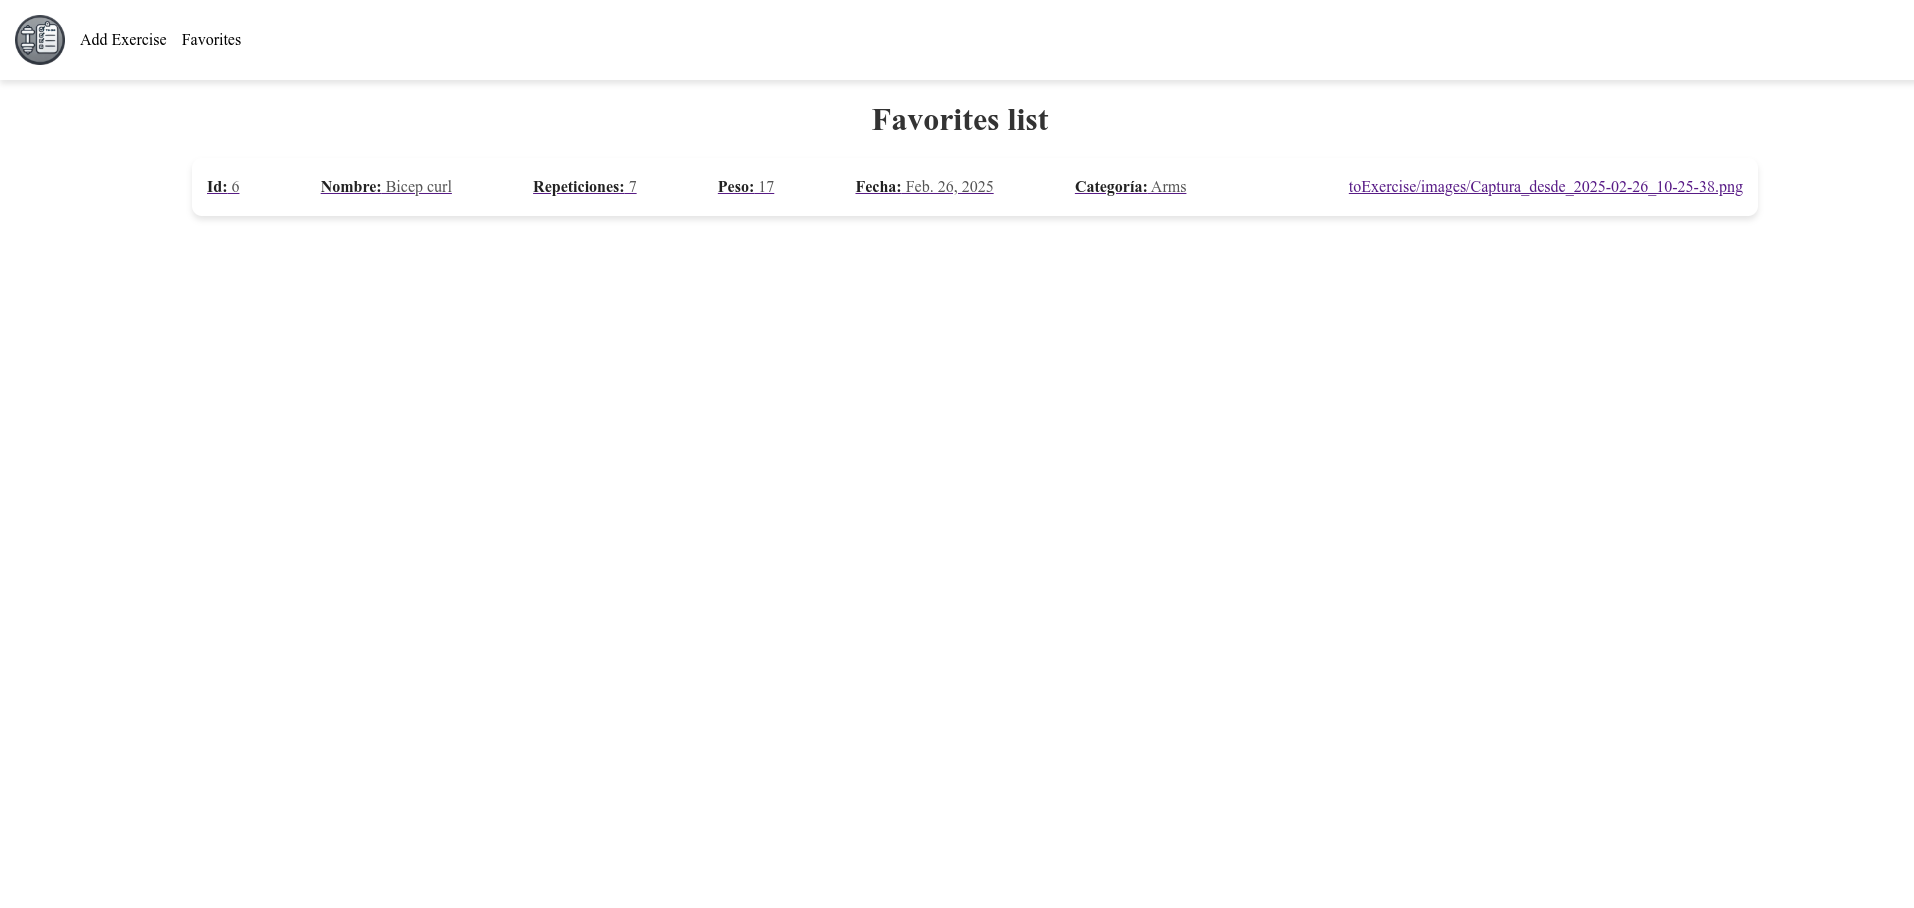 Add Exercise Favorites
Favorites list
Id: 6 Nombre: Bicep curl Repeticiones: 7 Peso: 17 Fecha: Feb. 26, 2025 Categoría: Arms toExercise/images/Captura_desde_2025-02-26_10-25-38.png